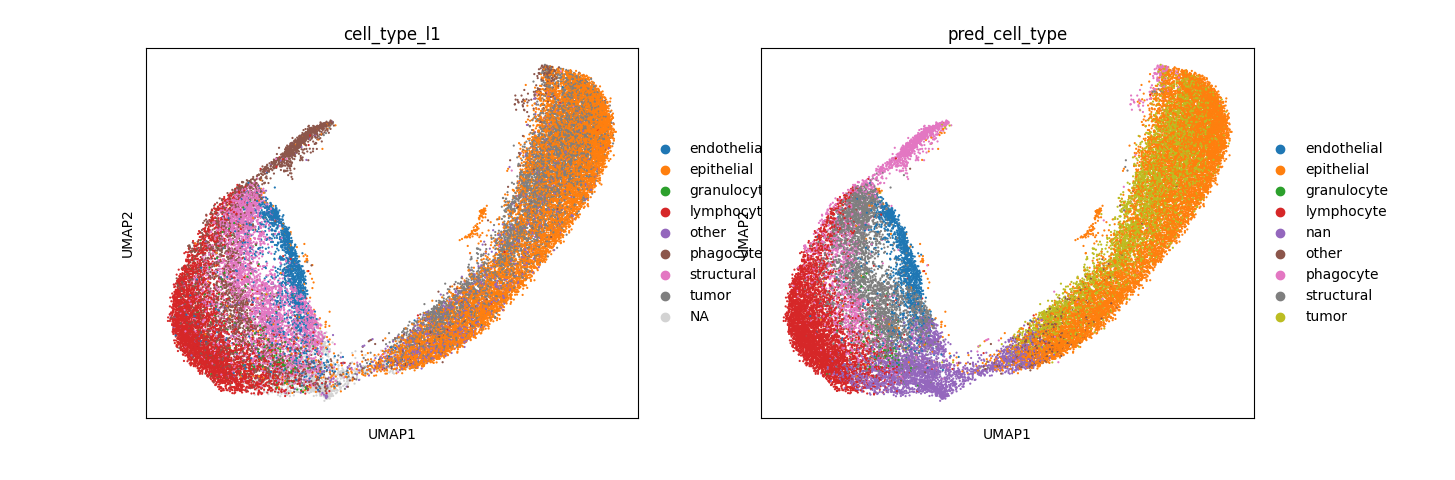 cell_type_l1
UMAP2
UMAP1
endothelia
epithelial
granulocyt
lymphocyt
other
phagocyte
structural
tumor
NA
pred_cell_type
UMAP2
UMAP1
endothelial
epithelial
granulocyte
lymphocyte
nan
other
phagocyte
structural
tumor